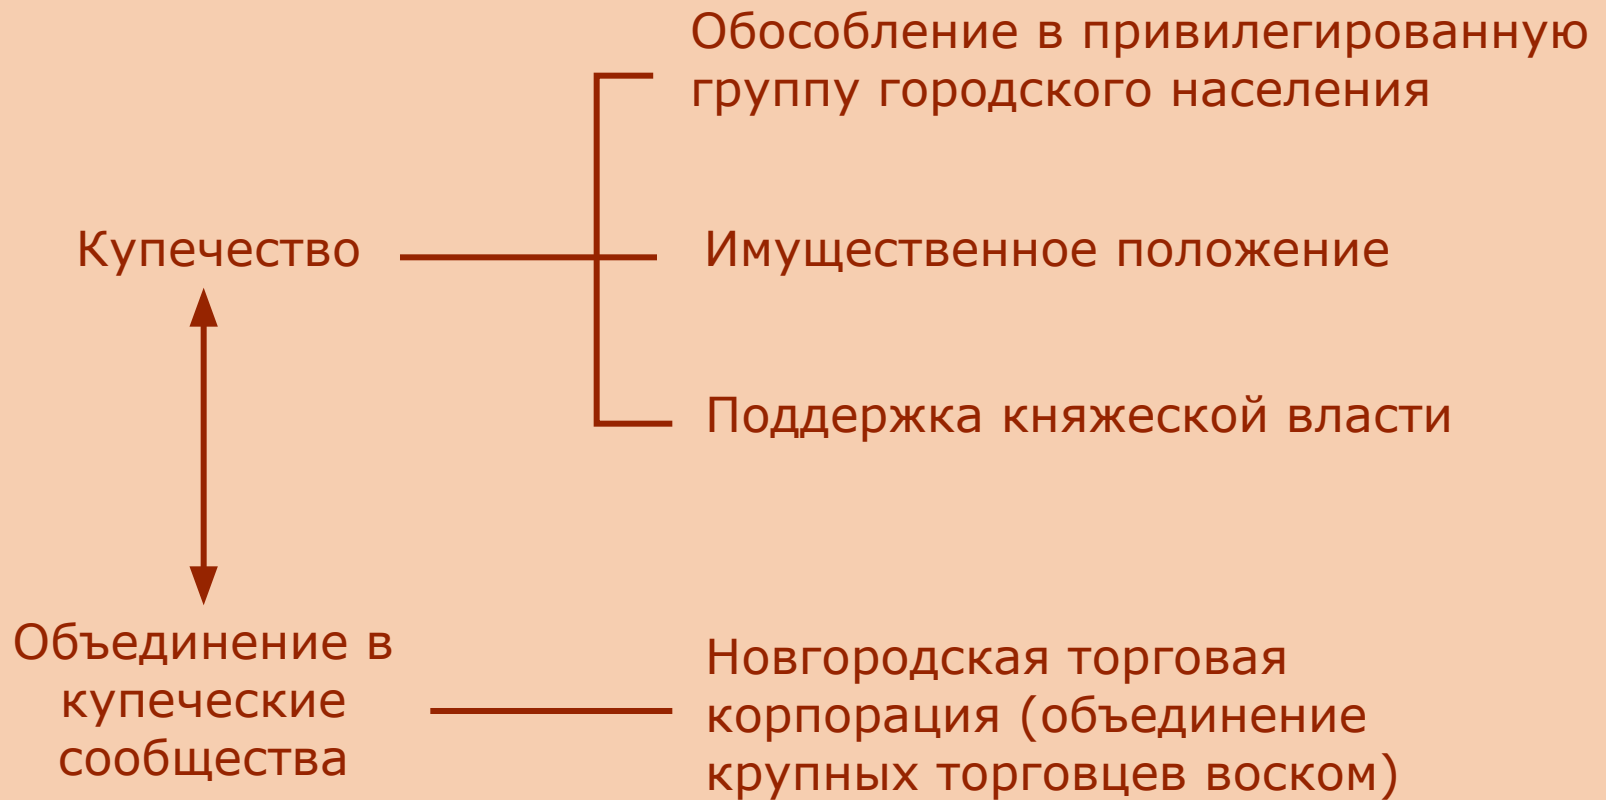 Обособление в привилегированную
группу городского населения
Купечество
Имущественное положение
Поддержка княжеской власти
Объединение в
купеческие
сообщества
Новгородская торговая
корпорация (объединение
крупных торговцев воском)